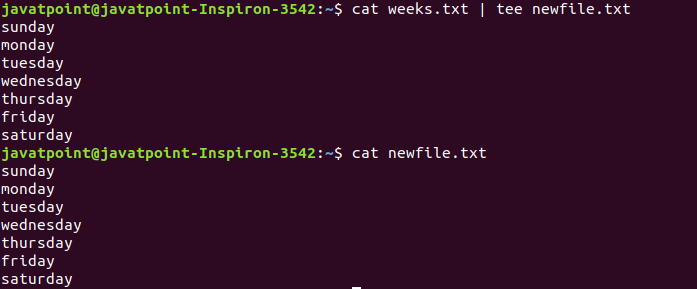 javatpoint@javatpoint-Inspiron-3542:~$ cat weeks.txt | tee newfile.txt
sunday
monday
tuesday
wednesday
thursday
friday
saturday
javatpoint@javatpoint-Inspiron-3542:~$ cat newfile.txt
sunday
monday
tuesday
wednesday
thursday
friday
saturday